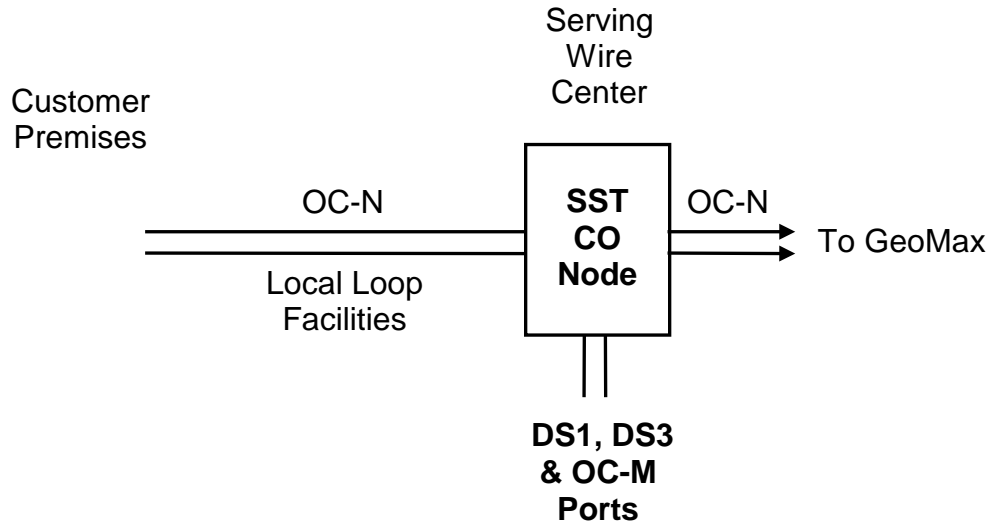 Serving
Wire
Center
Customer
Premises
OC-N
SST
CO
Node
OC-N
To GeoMax
Local Loop
Facilities
DS1, DS3
& OC-M
Ports